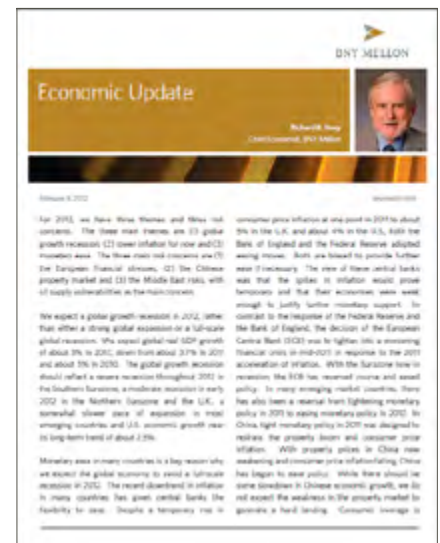 BNY MELLON
Economic Update
Chief Economist, BNY Mellon
For 2012, we have three themes and three risk
concerns. The three main themes are (1) global
growth recession; (2) lower inflation for now and (3)
monetary ease. The three main risk concerns are (1)
the European financial stresses, (2) the Chinese
property market and (3) the Middle East risks, with
oil supply vulnerabilities as the main concern.
We expect a global growth recession in 2012, rather
than either a strong global expansion or a full-scale
global recession. We expect global real GDP growth
of about 3% in 2012, down from about 3.7% in 2011
and about 5% in 2010. The global growth recession
should reflect a severe recession throughout 2012 in
the Southern Eurozone, a moderate recession in early
2012 in the Northern Eurozone and the U.K., a
somewhat slower pace of expansion in most
emerging countries and U.S. economic growth near
its long-term trend of about 2.5%.
Monetary ease in many countries is a key reason why
we expect the global economy to avoid a full-scale
recession in 2012. The recent downtrend in inflation
in many countries has given central banks the
flexibility to ease. Despite a temporary rise in
consumer price inflation at one point in 2011 to about
5% in the U.K. and about 4% in the U.S., both the
Bank of England and the Federal Reserve adopted
easing moves. Both are biased to provide further
ease if necessary. The view of these central banks
was that the spikes in inflation would prove
temporary and that their economies were weak
enough to justify further monetary support. In
contrast to the response of the Federal Reserve and
the Bank of England, the decision of the European
Central Bank (ECB) was to tighten into a worsening
financial crisis in mid-2011 in response to the 2011
acceleration of inflation. With the Eurozone now in
recession, the ECB has reversed course and eased
policy. In many emerging market countries, there
has also been a reversal from tightening monetary
policy in 2011 to easing monetary policy in 2012. In
China, tight monetary policy in 2011 was designed to
restrain the property boom and consumer price
inflation. With property prices in China now
weakening and consumer price inflation falling, China
has begun to ease policy. While there should be
some slowdown in Chinese economic growth, we do
not expect the weakness in the property market to
generate a hard landing. Consumer leverage is